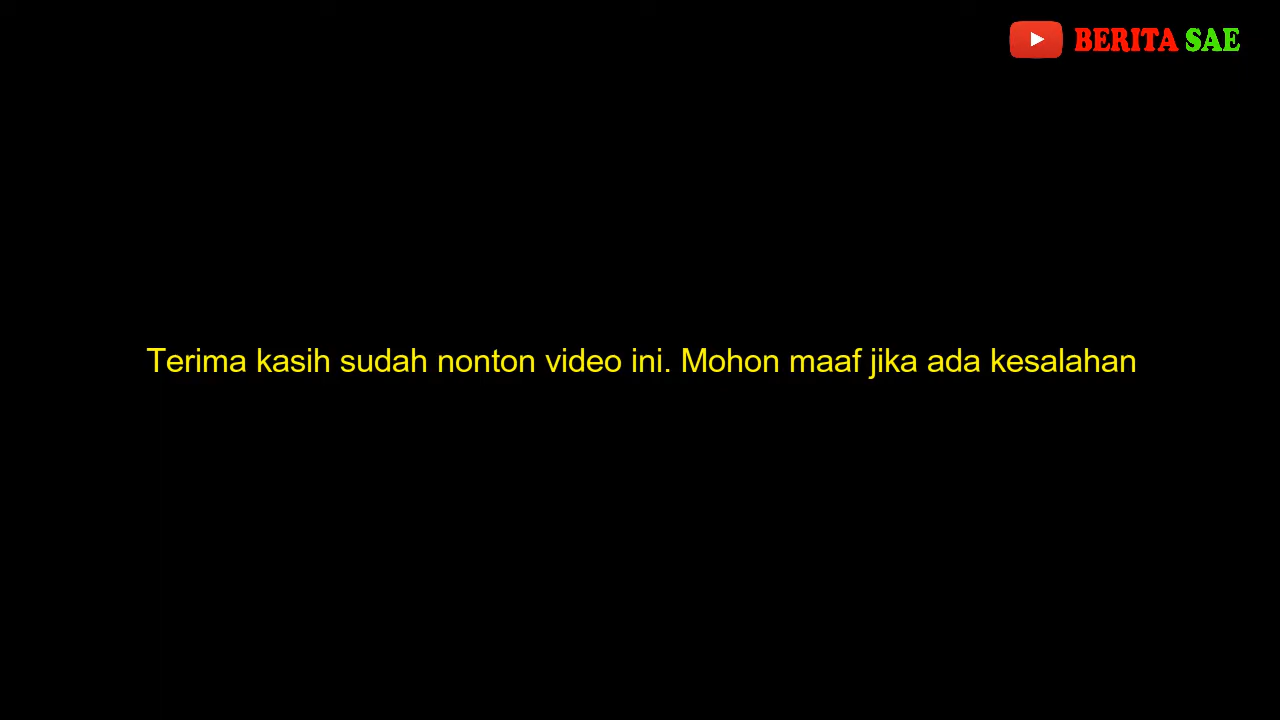 BERITA SAE
Terima kasih sudah nonton video ini. Mohon maaf jika ada kesalahan